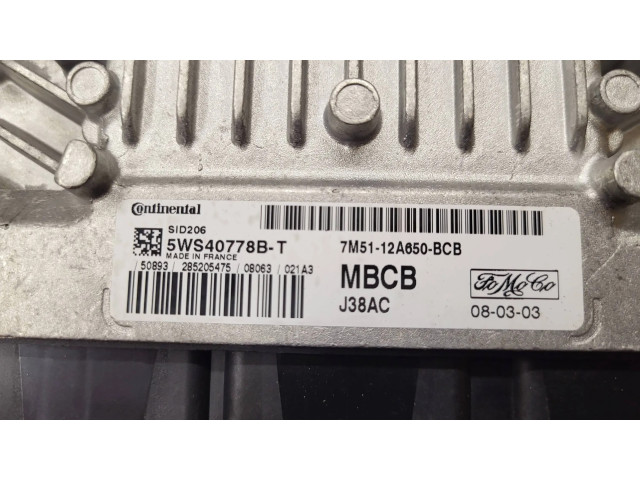 Continental
SID206
5WS40778B-T
MADE IN FRANCE
/ 50893 / 285205475 / 08063 / 021A3
7M51-12A650-BCB
MBCB
J38AC
FoMoCo
08-03-03